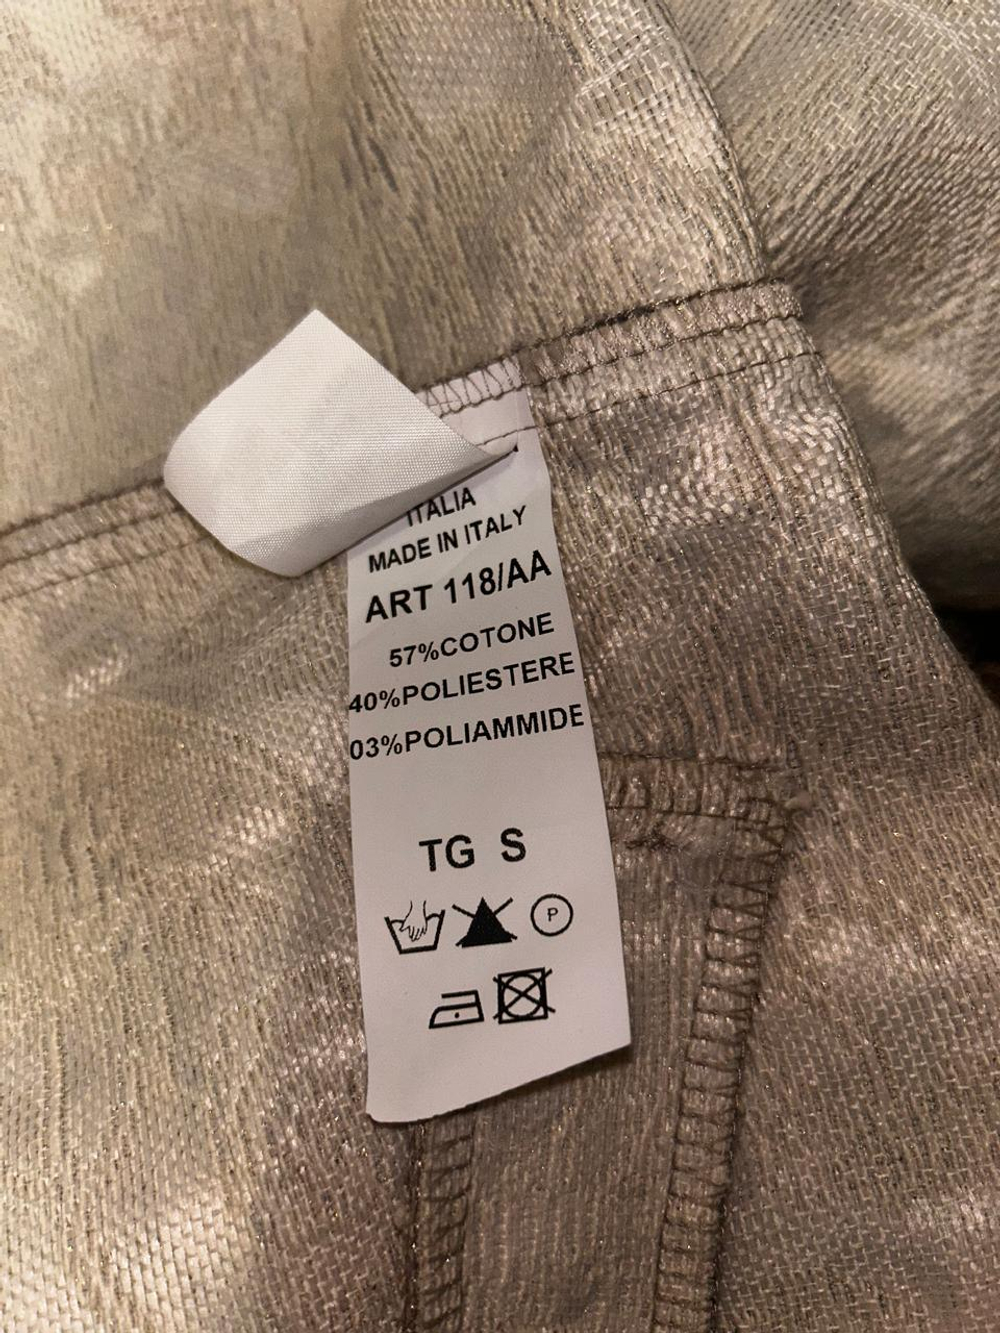 ITALIA
MADE IN ITALY
ART 118/AA
57%COTONE
40%POLIESTERE
03%POLIAMMIDE
TG S
P